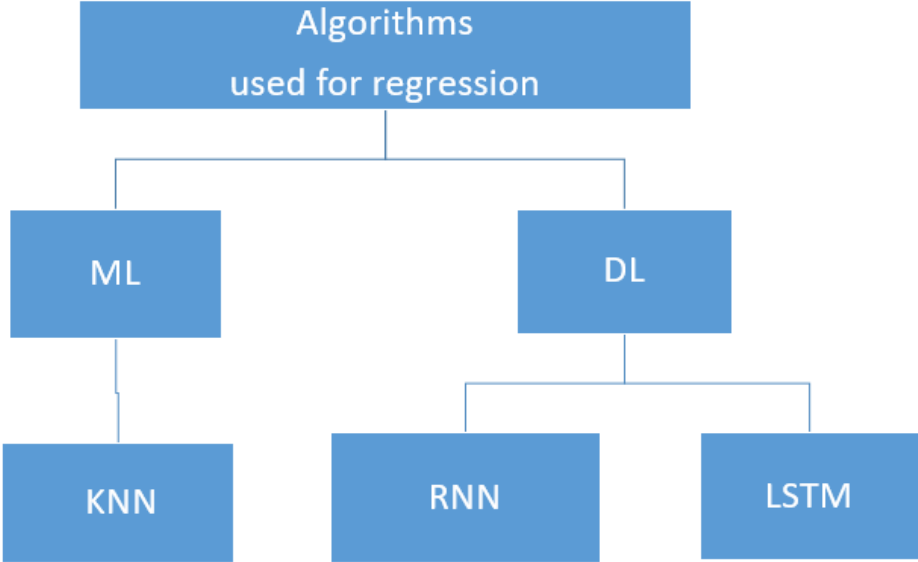 Algorithms
used for regression
ML
DL
KNN
RNN
LSTM